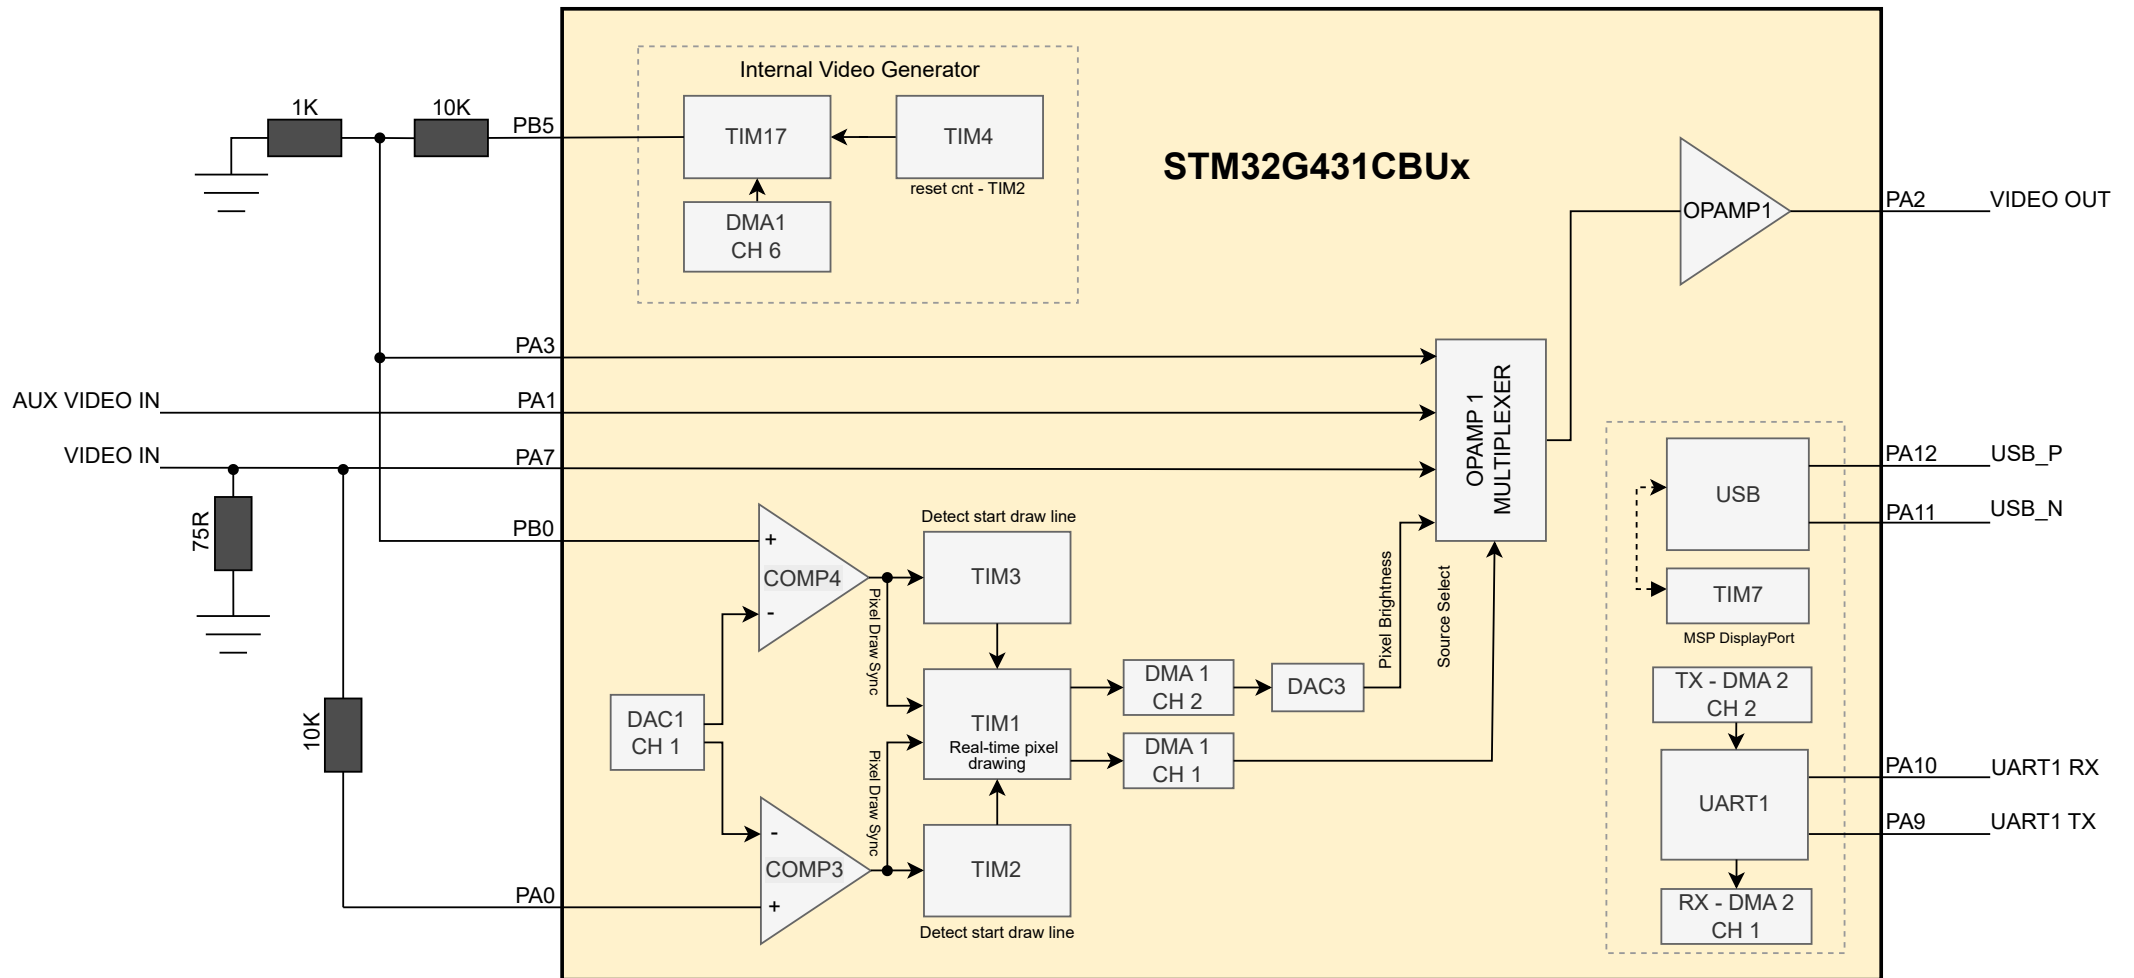 Internal Video Generator
1K
10K
PB5
TIM17
TIM4
reset cnt - TIM2
DMA1
CH 6
STM32G431CBUx
OPAMP1
PA2
VIDEO OUT
PA3
AUX VIDEO IN
PA1
VIDEO IN
PA7
OPAMP 1
MULTIPLEXER
75R
PB0
+
COMP4
-
Detect start draw line
TIM3
Pixel Draw Sync
Pixel Brightness
Source Select
DAC1
CH 1
TIM1
Real-time pixel
drawing
DMA 1
CH 2
DAC3
DMA 1
CH 1
10K
Pixel Draw Sync
-
COMP3
+
PA0
TIM2
Detect start draw line
USB
PA12
USB_P
PA11
USB_N
TIM7
MSP DisplayPort
TX - DMA 2
CH 2
UART1
PA10
UART1 RX
PA9
UART1 TX
RX - DMA 2
CH 1